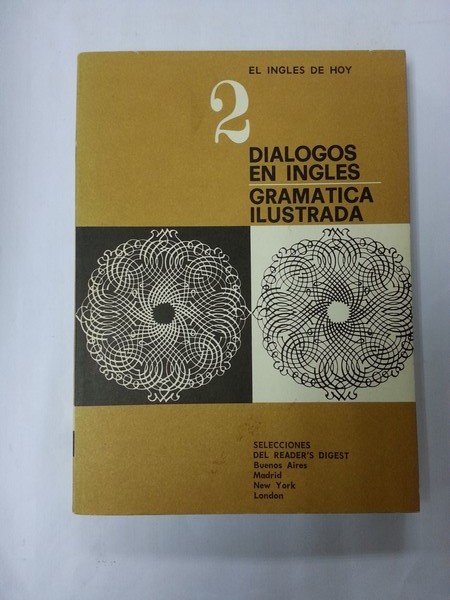 EL INGLES DE HOY
2
DIALOGOS
EN INGLES
GRAMATICA
ILUSTRADA
SELECCIONES
DEL READER'S DIGEST
Buenos Aires
Madrid
New York
London